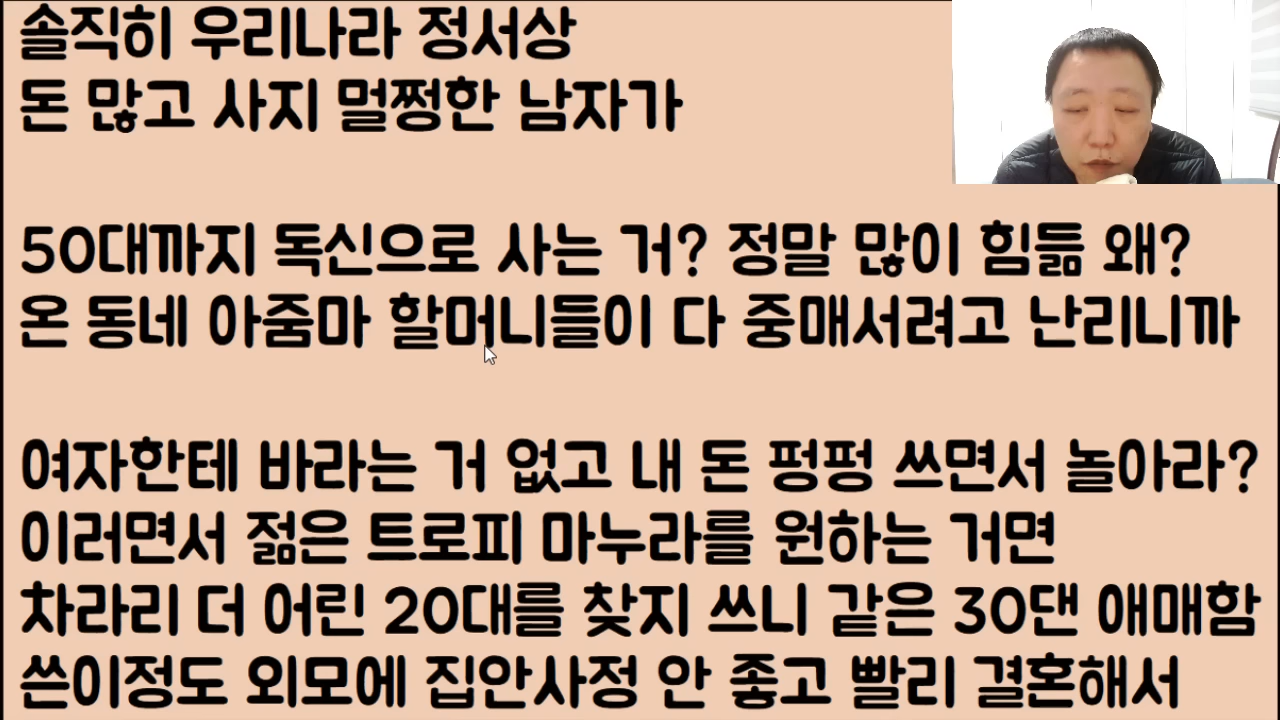 솔직히 우리나라 정서상
돈 많고 사지 멀쩡한 남자가
50대까지 독신으로 사는 거? 정말 많이 힘듦 왜?
온 동네 아줌마 할머니들이 다 중매서려고 난리니까
여자한테 바라는 거 없고 내 돈 펑펑 쓰면서 놀아라?
이러면서 젊은 트로피 마누라를 원하는 거면
차라리 더 어린 20대를 찾지 쓰니 같은 30댄 애매함
쓴이정도 외모에 집안사정 안 좋고 빨리 결혼해서